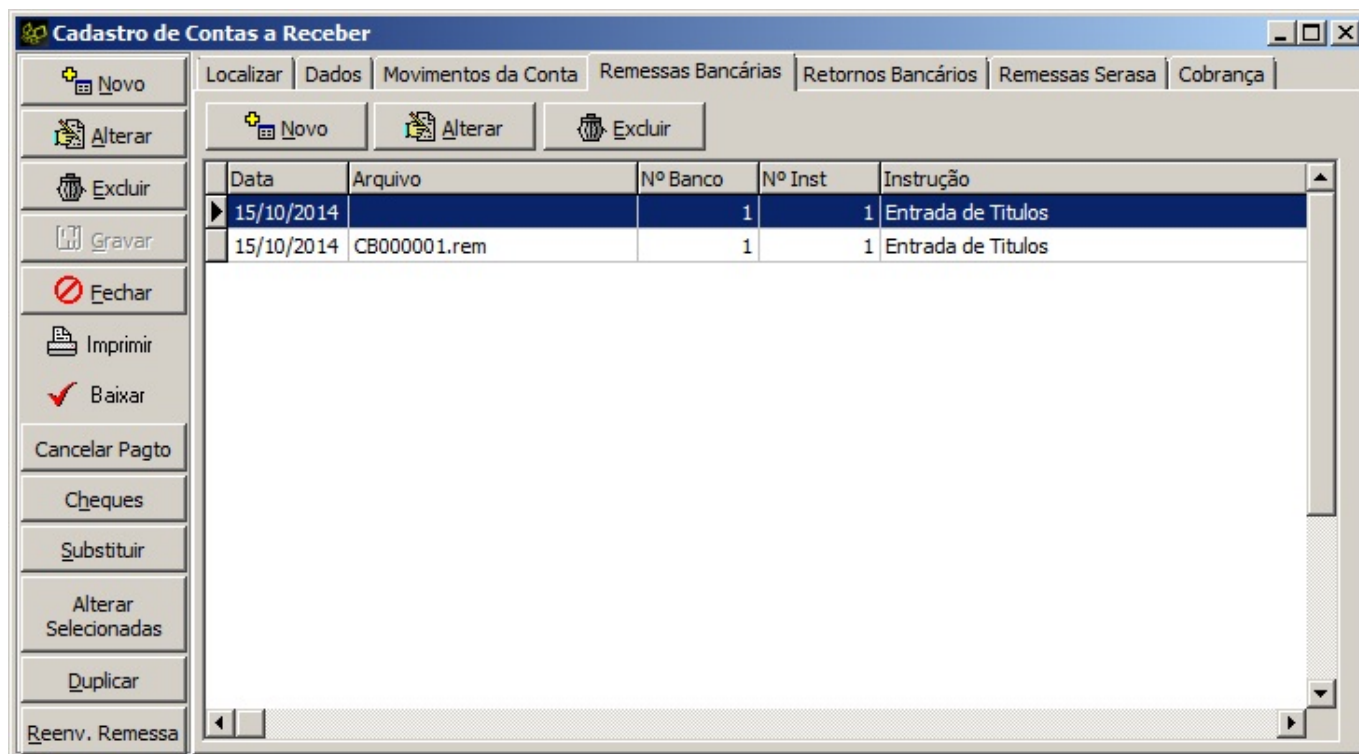 Cadastro de Contas a Receber
Novo
Alterar
Excluir
Gravar
Fechar
Imprimir
Baixar
Cancelar Pagto
Cheques
Substituir
Alterar
Selecionadas
Duplicar
Reenv. Remessa
Localizar Dados Movimentos da Conta Remessas Bancárias Retornos Bancários Remessas Serasa Cobrança
Novo Alterar Excluir
Data Arquivo Nº Banco Nº Inst Instrução
15/10/2014 1 1 Entrada de Titulos
15/10/2014 CB000001.rem 1 1 Entrada de Titulos